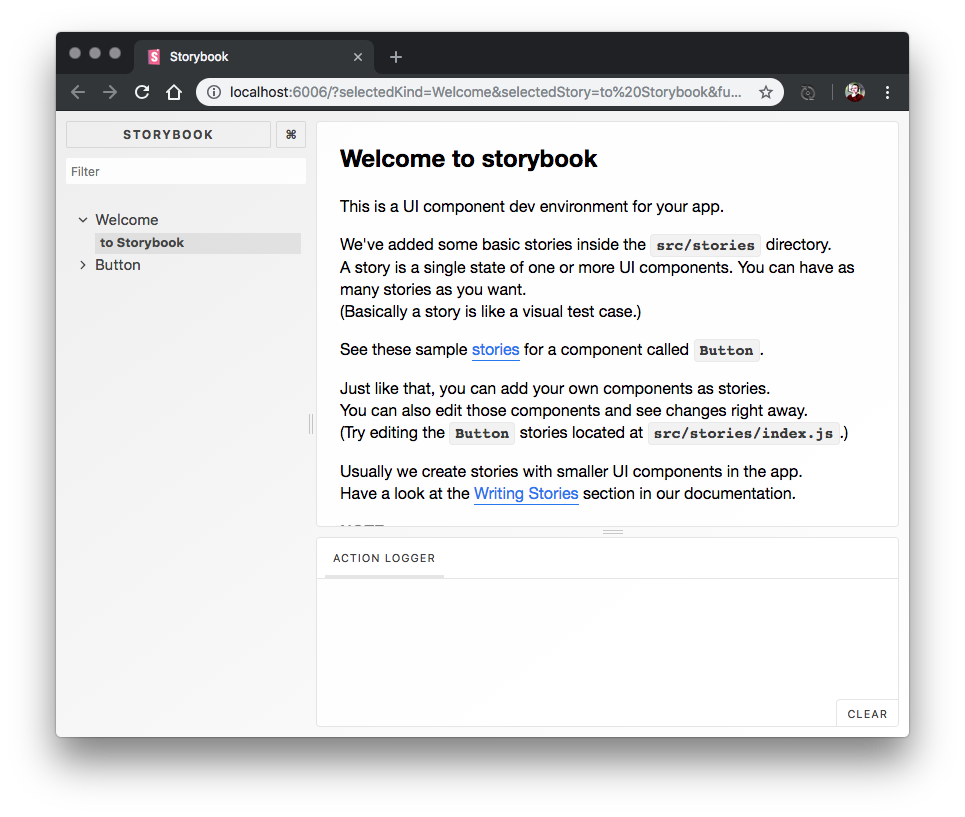 Storybook
localhost:6006/?selectedKind=Welcome&selectedStory=to%20Storybook&fu...
STORYBOOK
⌘
Filter
Welcome
to Storybook
Button
Welcome to storybook
This is a UI component dev environment for your app.
We've added some basic stories inside the src/stories directory.
A story is a single state of one or more UI components. You can have as
many stories as you want.
(Basically a story is like a visual test case.)
See these sample stories for a component called Button.
Just like that, you can add your own components as stories.
You can also edit those components and see changes right away.
(Try editing the Button stories located at src/stories/index.js.)
Usually we create stories with smaller UI components in the app.
Have a look at the Writing Stories section in our documentation.
ACTION LOGGER
CLEAR